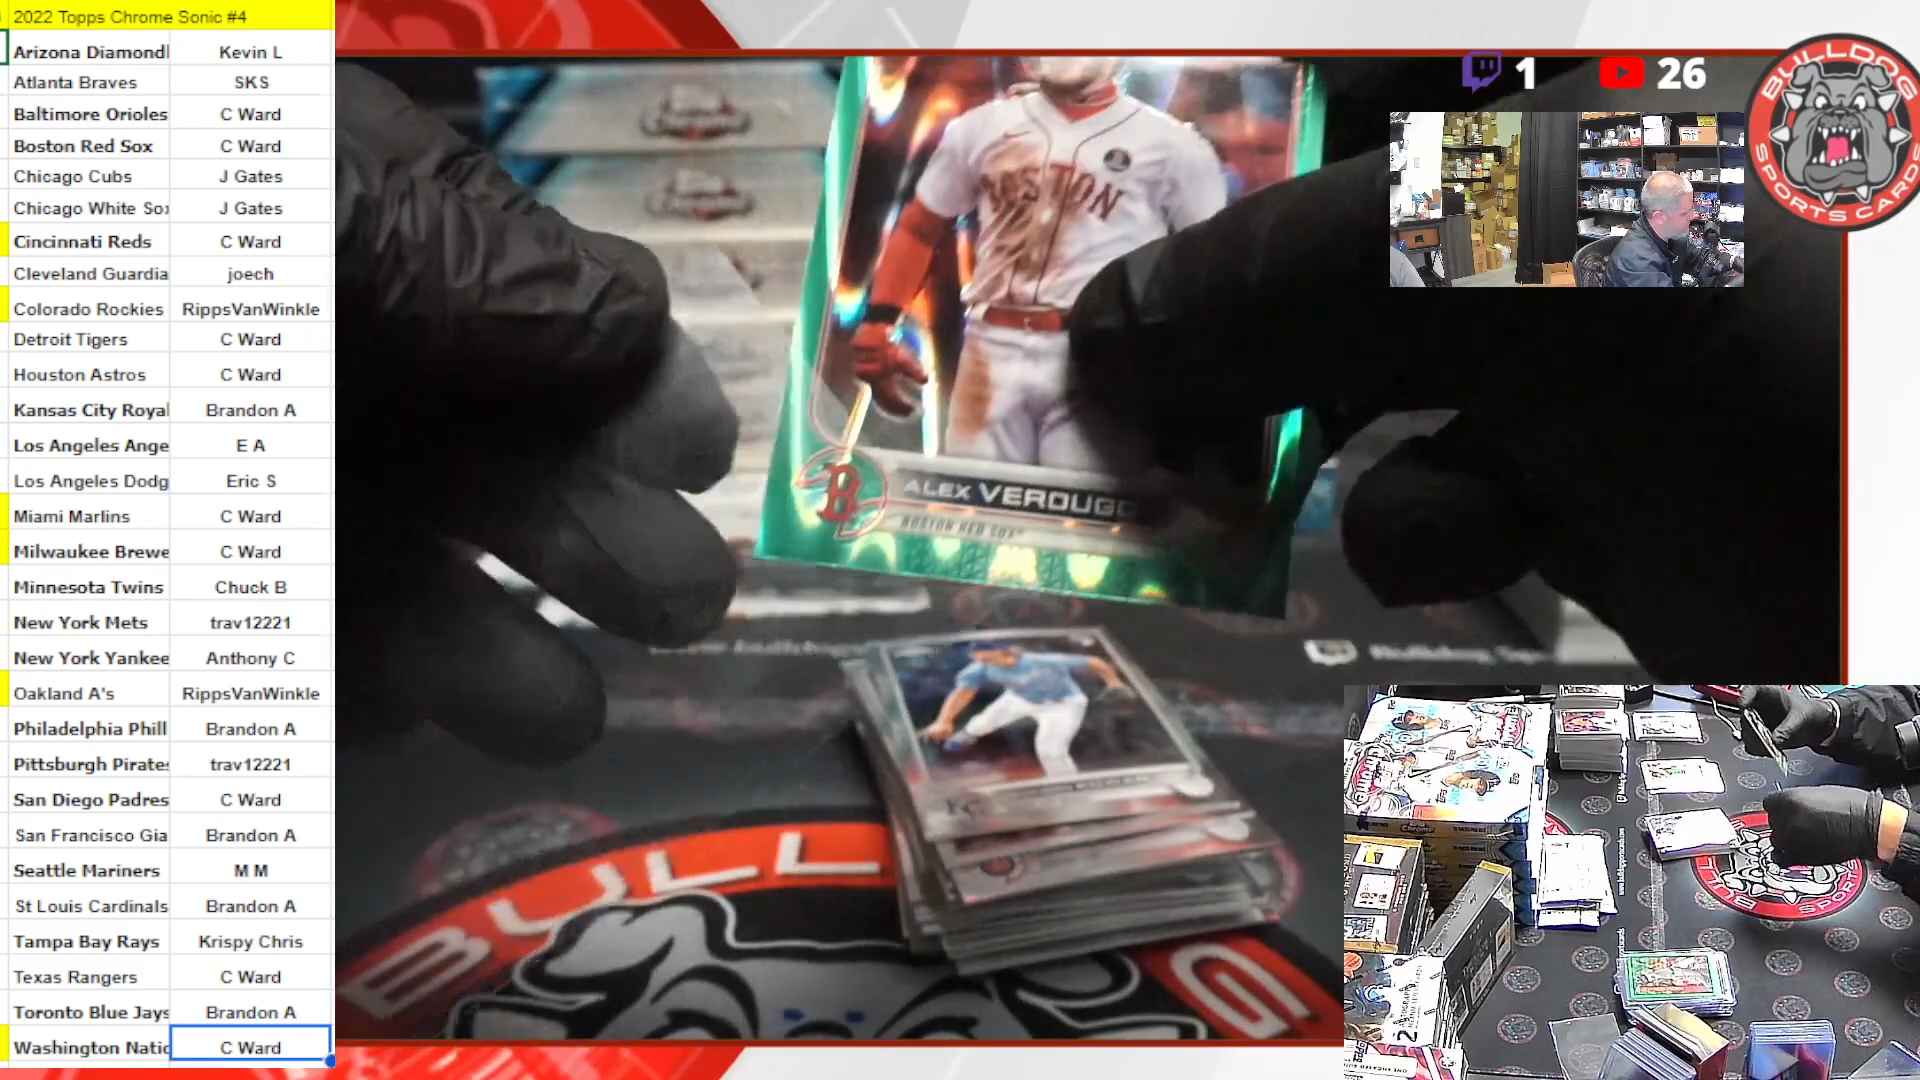 2022 Topps Chrome Sonic #4
Arizona Diamondl Kevin L
Atlanta Braves SKS
Baltimore Orioles C Ward
Boston Red Sox C Ward
Chicago Cubs J Gates
Chicago White Sox J Gates
Cincinnati Reds C Ward
Cleveland Guardia joech
Colorado Rockies RippsVanWinkle
Detroit Tigers C Ward
Houston Astros C Ward
Kansas City Royal Brandon A
Los Angeles Ange E A
Los Angeles Dodg Eric S
Miami Marlins C Ward
Milwaukee Brewe C Ward
Minnesota Twins Chuck B
New York Mets trav12221
New York Yankee Anthony C
Oakland A's RippsVanWinkle
Philadelphia Phill Brandon A
Pittsburgh Pirates trav12221
San Diego Padres C Ward
San Francisco Gia Brandon A
Seattle Mariners M M
St Louis Cardinals Brandon A
Tampa Bay Rays Krispy Chris
Texas Rangers C Ward
Toronto Blue Jays Brandon A
Washington Natio C Ward
1 26
BULLDOG
SPORTS CARDS
Chrome
Chrome
BOSTON
B
ALEX VERDUGO
BOSTON RED SOX
BULL
G